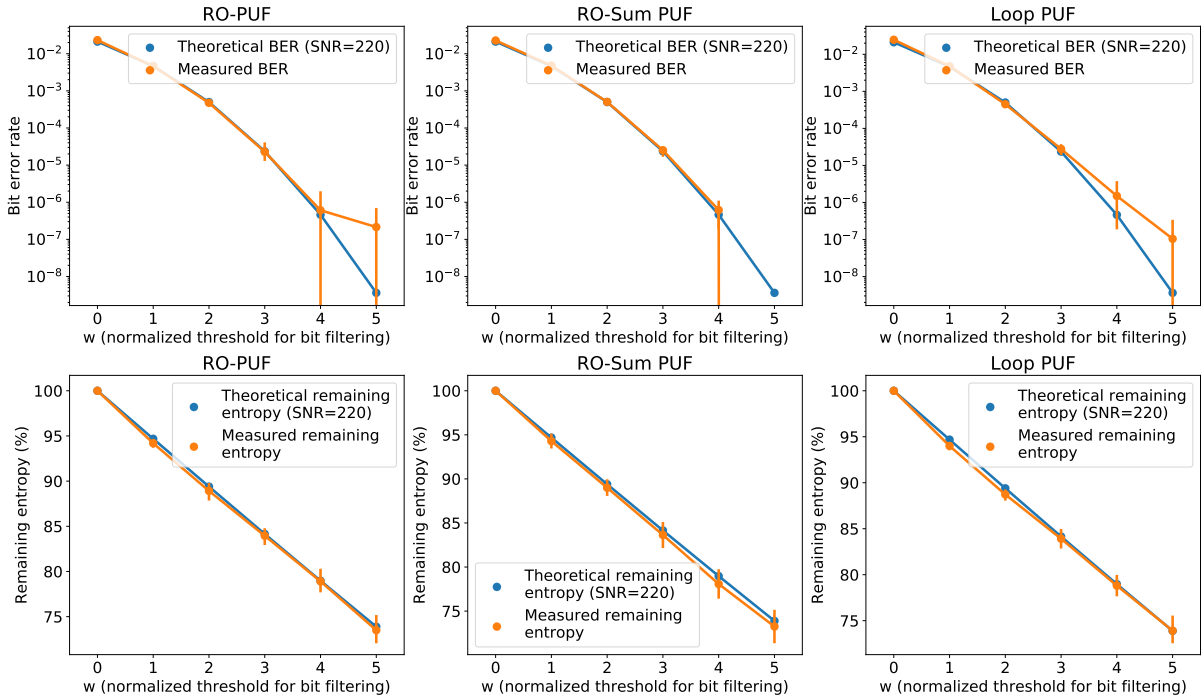 RO-PUF
Bit error rate
10⁻²
10⁻³
10⁻⁴
10⁻⁵
10⁻⁶
10⁻⁷
10⁻⁸
Theoretical BER (SNR=220)
Measured BER
0 1 2 3 4 5
w (normalized threshold for bit filtering)
RO-Sum PUF
Bit error rate
10⁻²
10⁻³
10⁻⁴
10⁻⁵
10⁻⁶
10⁻⁷
10⁻⁸
Theoretical BER (SNR=220)
Measured BER
0 1 2 3 4 5
w (normalized threshold for bit filtering)
Loop PUF
Bit error rate
10⁻²
10⁻³
10⁻⁴
10⁻⁵
10⁻⁶
10⁻⁷
10⁻⁸
Theoretical BER (SNR=220)
Measured BER
0 1 2 3 4 5
w (normalized threshold for bit filtering)
RO-PUF
Remaining entropy (%)
100
95
90
85
80
75
Theoretical remaining
entropy (SNR=220)
Measured remaining
entropy
0 1 2 3 4 5
w (normalized threshold for bit filtering)
RO-Sum PUF
Remaining entropy (%)
100
95
90
85
80
75
Theoretical remaining
entropy (SNR=220)
Measured remaining
entropy
0 1 2 3 4 5
w (normalized threshold for bit filtering)
Loop PUF
Remaining entropy (%)
100
95
90
85
80
75
Theoretical remaining
entropy (SNR=220)
Measured remaining
entropy
0 1 2 3 4 5
w (normalized threshold for bit filtering)